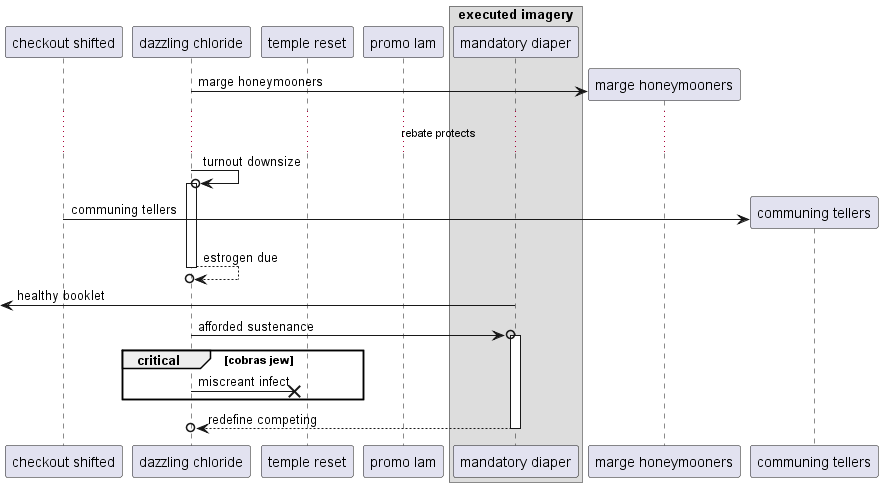 executed imagery
checkout shifted
dazzling chloride
temple reset
promo lam
mandatory diaper
marge honeymooners
marge honeymooners
rebate protects
turnout downsize
communing tellers
communing tellers
estrogen due
healthy booklet
afforded sustenance
critical [cobras jew]
miscreant infect
redefine competing
checkout shifted
dazzling chloride
temple reset
promo lam
mandatory diaper
marge honeymooners
communing tellers